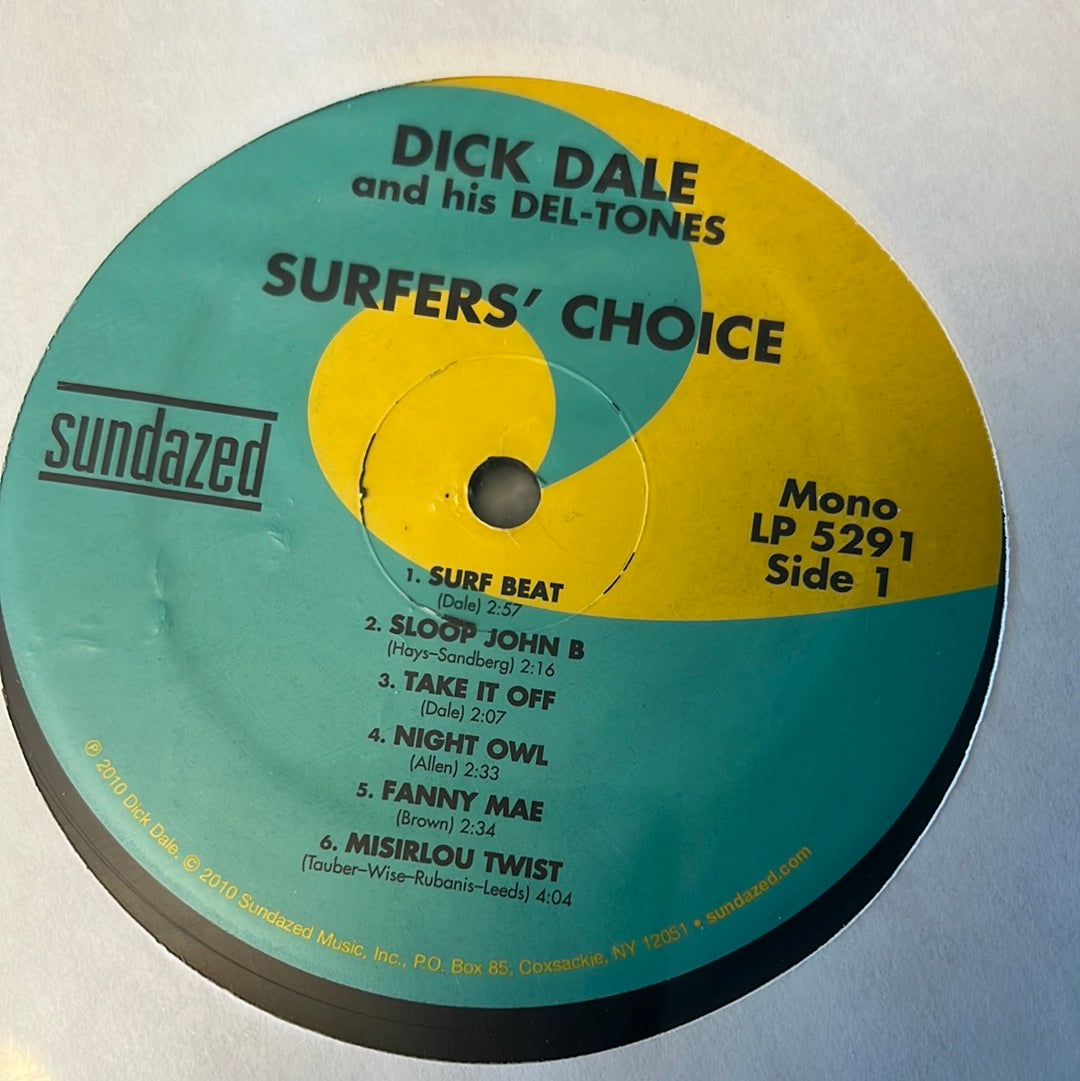 DICK DALE
and his DEL-TONES
SURFERS' CHOICE
sundazed
Mono
LP 5291
Side 1
1. SURF BEAT
(Dale) 2:57
2. SLOOP JOHN B
(Hays–Sandberg) 2:16
3. TAKE IT OFF
(Dale) 2:07
4. NIGHT OWL
(Allen) 2:33
5. FANNY MAE
(Brown) 2:34
6. MISIRLOU TWIST
(Tauber–Wise–Rubanis–Leeds) 4:04
℗ 2010 Dick Dale. © 2010 Sundazed Music, Inc., P.O. Box 85, Coxsackie, NY 12051 • sundazed.com